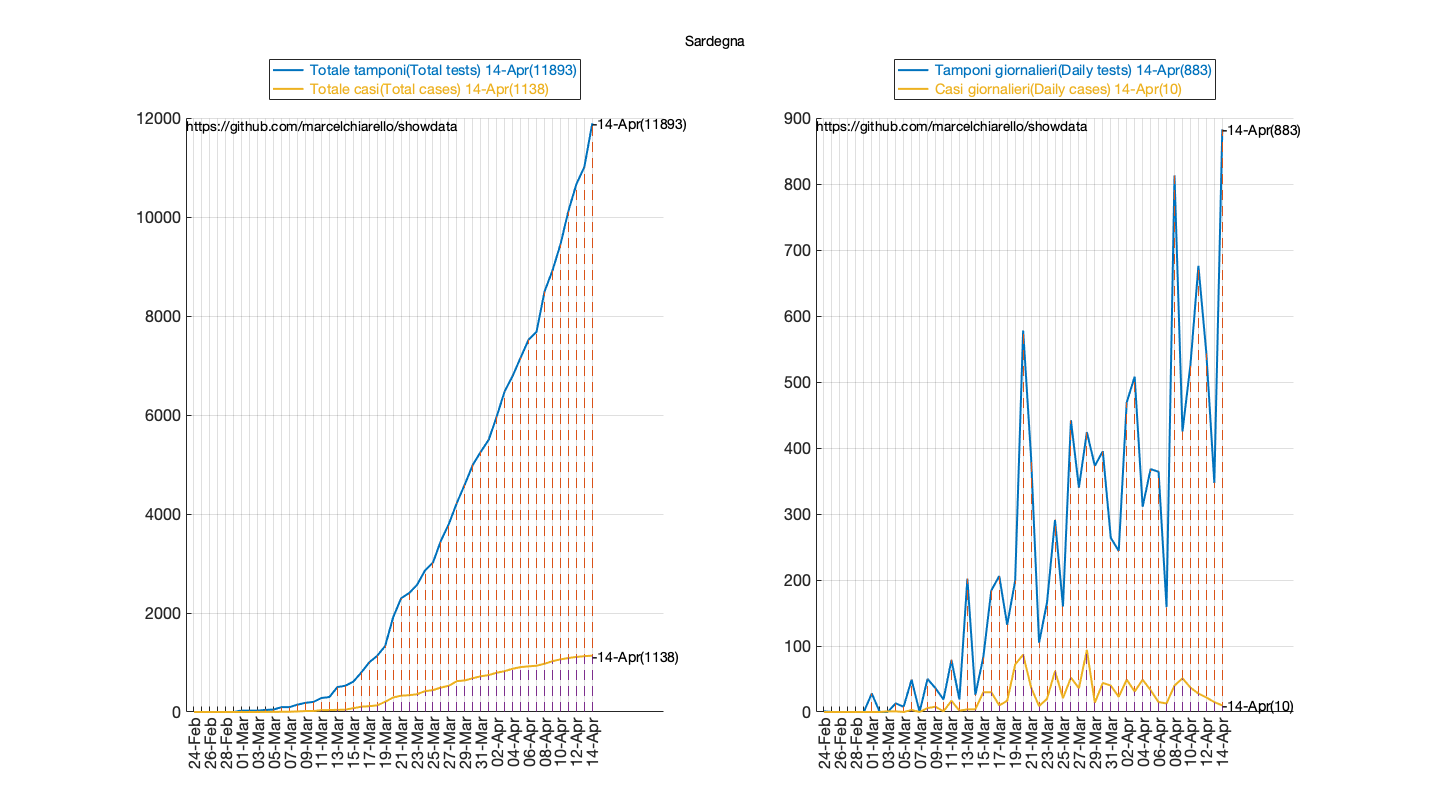 Sardegna
Totale tamponi(Total tests) 14-Apr(11893)
Totale casi(Total cases) 14-Apr(1138)
https://github.com/marcelchiarello/showdata
12000
10000
8000
6000
4000
2000
0
14-Apr(11893)
14-Apr(1138)
24-Feb
26-Feb
28-Feb
01-Mar
03-Mar
05-Mar
07-Mar
09-Mar
11-Mar
13-Mar
15-Mar
17-Mar
19-Mar
21-Mar
23-Mar
25-Mar
27-Mar
29-Mar
31-Mar
02-Apr
04-Apr
06-Apr
08-Apr
10-Apr
12-Apr
14-Apr
Tamponi giornalieri(Daily tests) 14-Apr(883)
Casi giornalieri(Daily cases) 14-Apr(10)
https://github.com/marcelchiarello/showdata
900
800
700
600
500
400
300
200
100
0
14-Apr(883)
14-Apr(10)
24-Feb
26-Feb
28-Feb
01-Mar
03-Mar
05-Mar
07-Mar
09-Mar
11-Mar
13-Mar
15-Mar
17-Mar
19-Mar
21-Mar
23-Mar
25-Mar
27-Mar
29-Mar
31-Mar
02-Apr
04-Apr
06-Apr
08-Apr
10-Apr
12-Apr
14-Apr